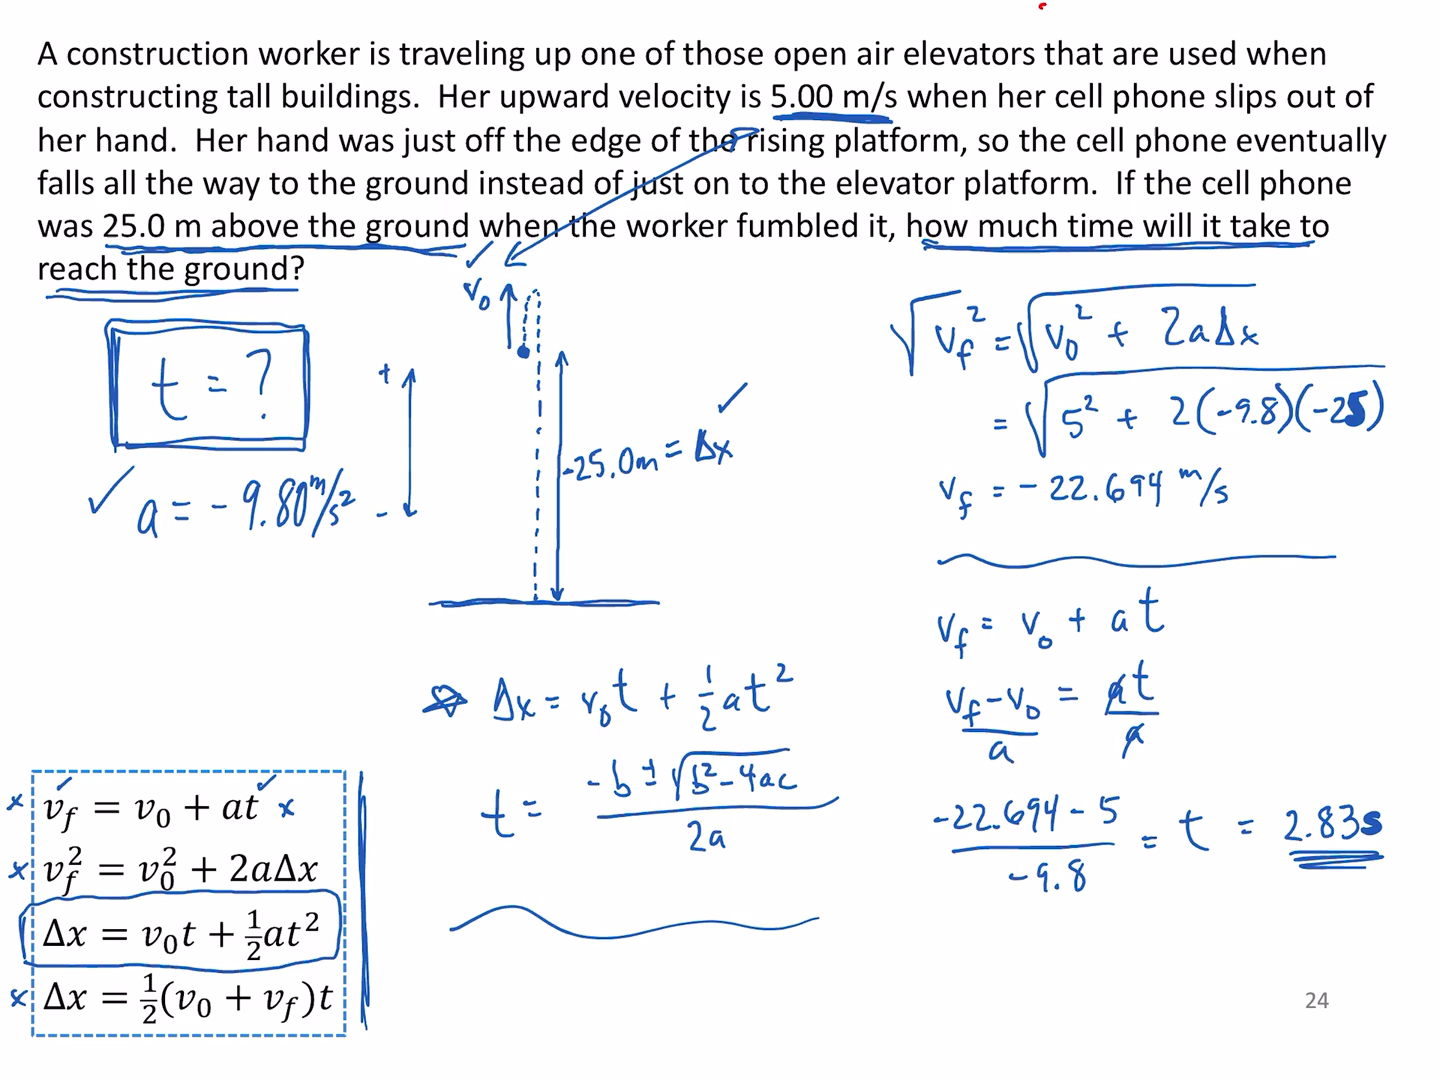 A construction worker is traveling up one of those open air elevators that are used when
constructing tall buildings. Her upward velocity is 5.00 m/s when her cell phone slips out of
her hand. Her hand was just off the edge of the rising platform, so the cell phone eventually
falls all the way to the ground instead of just on to the elevator platform. If the cell phone
was 25.0 m above the ground when the worker fumbled it, how much time will it take to
reach the ground?
t = ?
✓ a = -9.80 m/s²
+
-
v₀ ✓
-25.0m = Δx ✓
☆ Δx = v₀t + ½at²
t = (-b ± √(b² - 4ac)) / 2a
√v_f² = √(v₀² + 2aΔx)
= √(5² + 2(-9.8)(-25))
v_f = -22.694 m/s
v_f = v₀ + at
(v_f - v₀)/a = at/a
(-22.694 - 5)/-9.8 = t = 2.83s
x v_f = v₀ + at x
x v_f² = v₀² + 2aΔx
Δx = v₀t + ½at²
x Δx = ½(v₀ + v_f)t
24